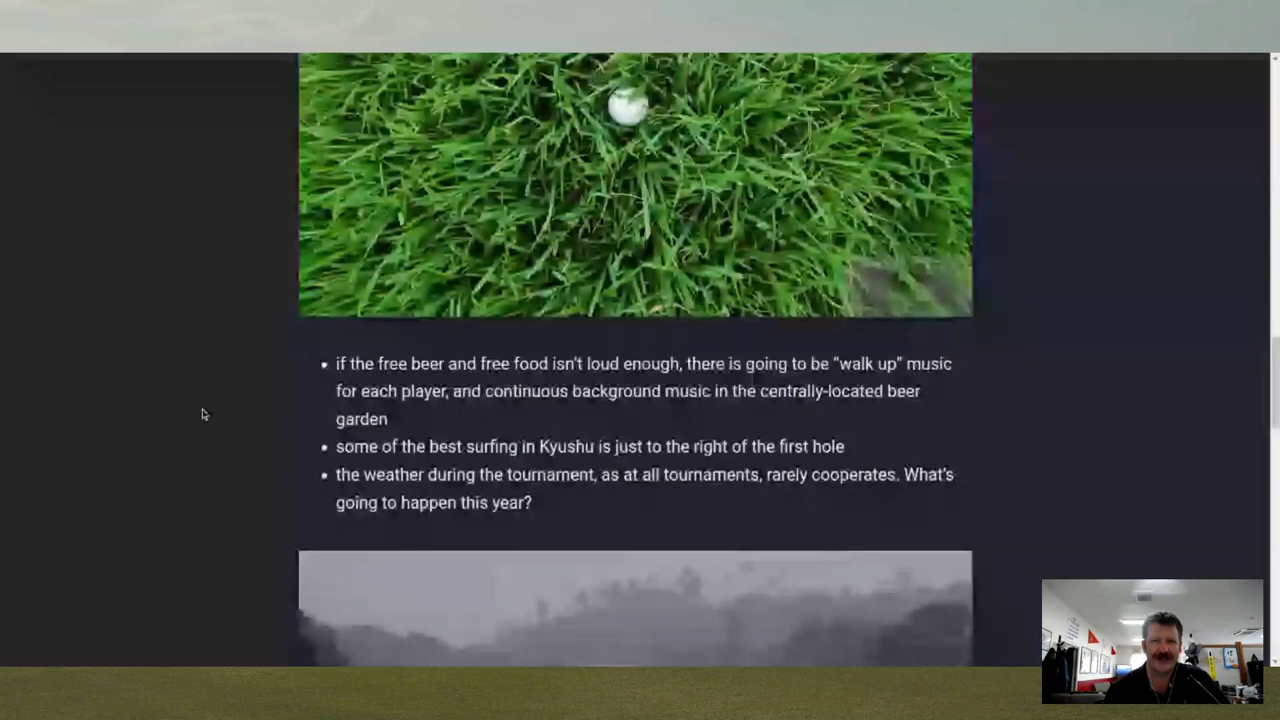 • if the free beer and free food isn't loud enough, there is going to be “walk up” music
for each player, and continuous background music in the centrally-located beer
garden
• some of the best surfing in Kyushu is just to the right of the first hole
• the weather during the tournament, as at all tournaments, rarely cooperates. What's
going to happen this year?